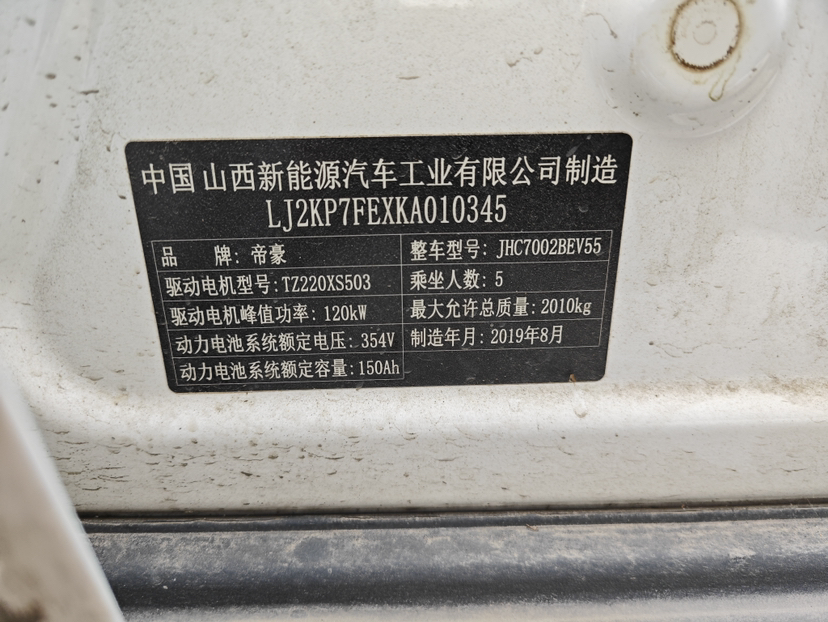 中国 山西新能源汽车工业有限公司制造
LJ2KP7FEXKA010345
品 牌: 帝豪 整车型号: JHC7002BEV55
驱动电机型号: TZ220XS503 乘坐人数: 5
驱动电机峰值功率: 120kW 最大允许总质量: 2010kg
动力电池系统额定电压: 354V 制造年月: 2019年8月
动力电池系统额定容量: 150Ah